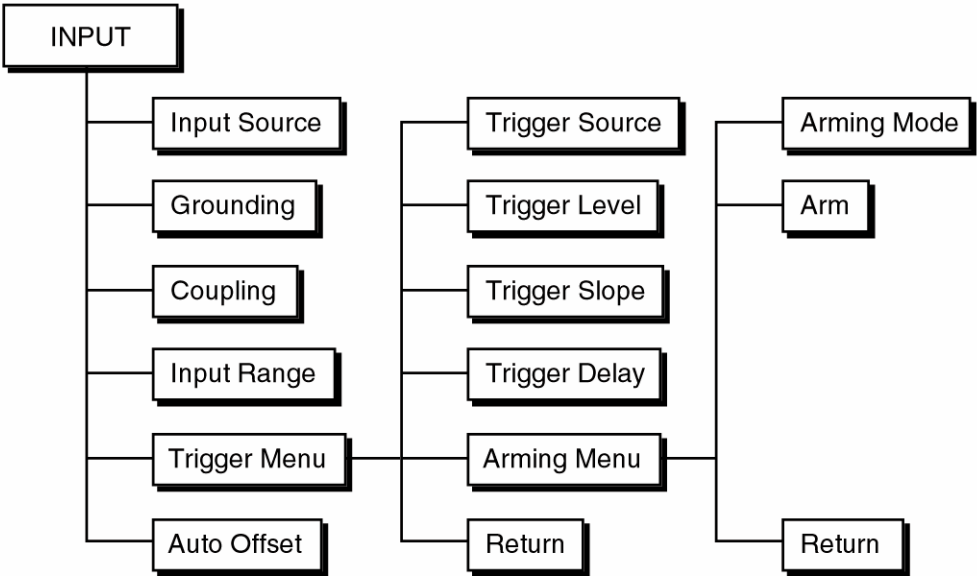 INPUT
Input Source
Grounding
Coupling
Input Range
Trigger Menu
Auto Offset
Trigger Source
Trigger Level
Trigger Slope
Trigger Delay
Arming Menu
Return
Arming Mode
Arm
Return